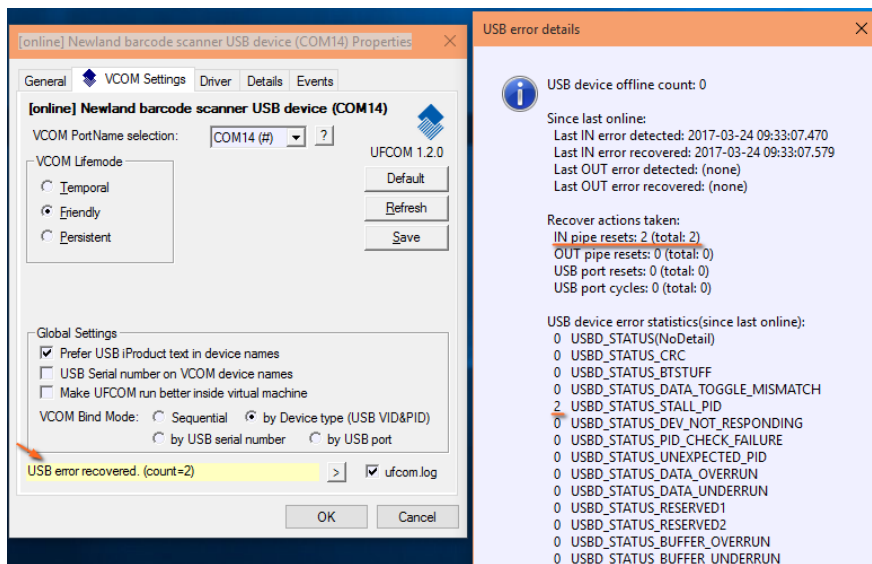 [online] Newland barcode scanner USB device (COM14) Properties
General
VCOM Settings
Driver
Details
Events
[online] Newland barcode scanner USB device (COM14)
VCOM PortName selection:
COM14 (#)
?
UFCOM 1.2.0
VCOM Lifemode
Temporal
Friendly
Persistent
Default
Refresh
Save
Global Settings
Prefer USB iProduct text in device names
USB Serial number on VCOM device names
Make UFCOM run better inside virtual machine
VCOM Bind Mode:
Sequential
by Device type (USB VID&PID)
by USB serial number
by USB port
USB error recovered. (count=2)
>
ufcom.log
OK
Cancel
USB error details
USB device offline count: 0
Since last online:
Last IN error detected: 2017-03-24 09:33:07.470
Last IN error recovered: 2017-03-24 09:33:07.579
Last OUT error detected: (none)
Last OUT error recovered: (none)
Recover actions taken:
IN pipe resets: 2 (total: 2)
OUT pipe resets: 0 (total: 0)
USB port resets: 0 (total: 0)
USB port cycles: 0 (total: 0)
USB device error statistics(since last online):
0 USBD_STATUS(NoDetail)
0 USBD_STATUS_CRC
0 USBD_STATUS_BTSTUFF
0 USBD_STATUS_DATA_TOGGLE_MISMATCH
2 USBD_STATUS_STALL_PID
0 USBD_STATUS_DEV_NOT_RESPONDING
0 USBD_STATUS_PID_CHECK_FAILURE
0 USBD_STATUS_UNEXPECTED_PID
0 USBD_STATUS_DATA_OVERRUN
0 USBD_STATUS_DATA_UNDERRUN
0 USBD_STATUS_RESERVED1
0 USBD_STATUS_RESERVED2
0 USBD_STATUS_BUFFER_OVERRUN
0 USBD_STATUS_BUFFER_UNDERRUN